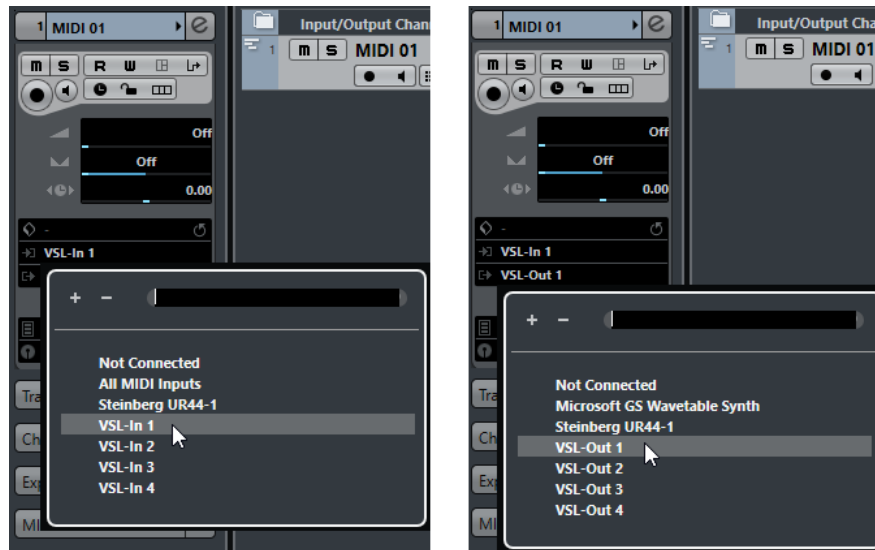 1 MIDI 01
Input/Output Chan
m S R W
1 m S MIDI 01
Off
Off
0.00
-
VSL-In 1
+ -
Not Connected
All MIDI Inputs
Steinberg UR44-1
VSL-In 1
VSL-In 2
VSL-In 3
VSL-In 4
Tra
Ch
Exp
MI
1 MIDI 01
Input/Output Cha
m S R W
1 m S MIDI 01
Off
Off
0.00
-
VSL-In 1
VSL-Out 1
+ -
Not Connected
Microsoft GS Wavetable Synth
Steinberg UR44-1
VSL-Out 1
VSL-Out 2
VSL-Out 3
VSL-Out 4
Tra
Ch
Exp
MI